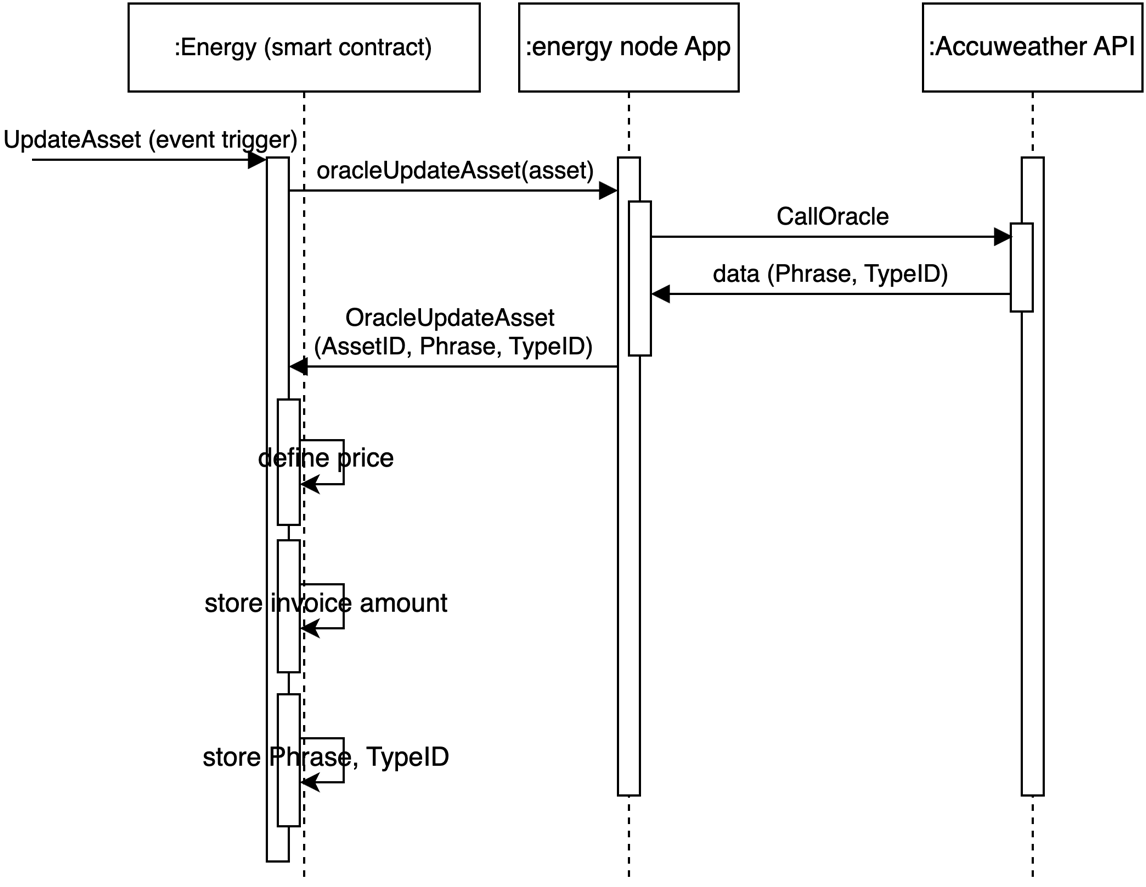 :Energy (smart contract)
:energy node App
:Accuweather API
UpdateAsset (event trigger)
oracleUpdateAsset(asset)
CallOracle
data (Phrase, TypeID)
OracleUpdateAsset
(AssetID, Phrase, TypeID)
define price
store invoice amount
store Phrase, TypeID